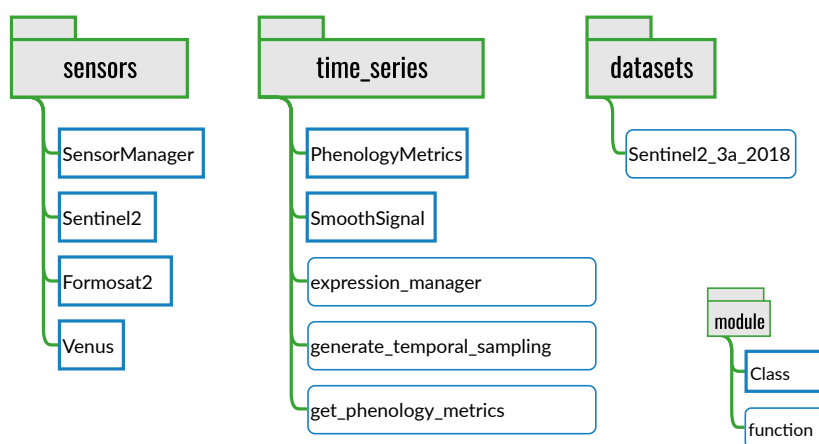 sensors
SensorManager
Sentinel2
Formosat2
Venus
time_series
PhenologyMetrics
SmoothSignal
expression_manager
generate_temporal_sampling
get_phenology_metrics
datasets
Sentinel2_3a_2018
module
Class
function